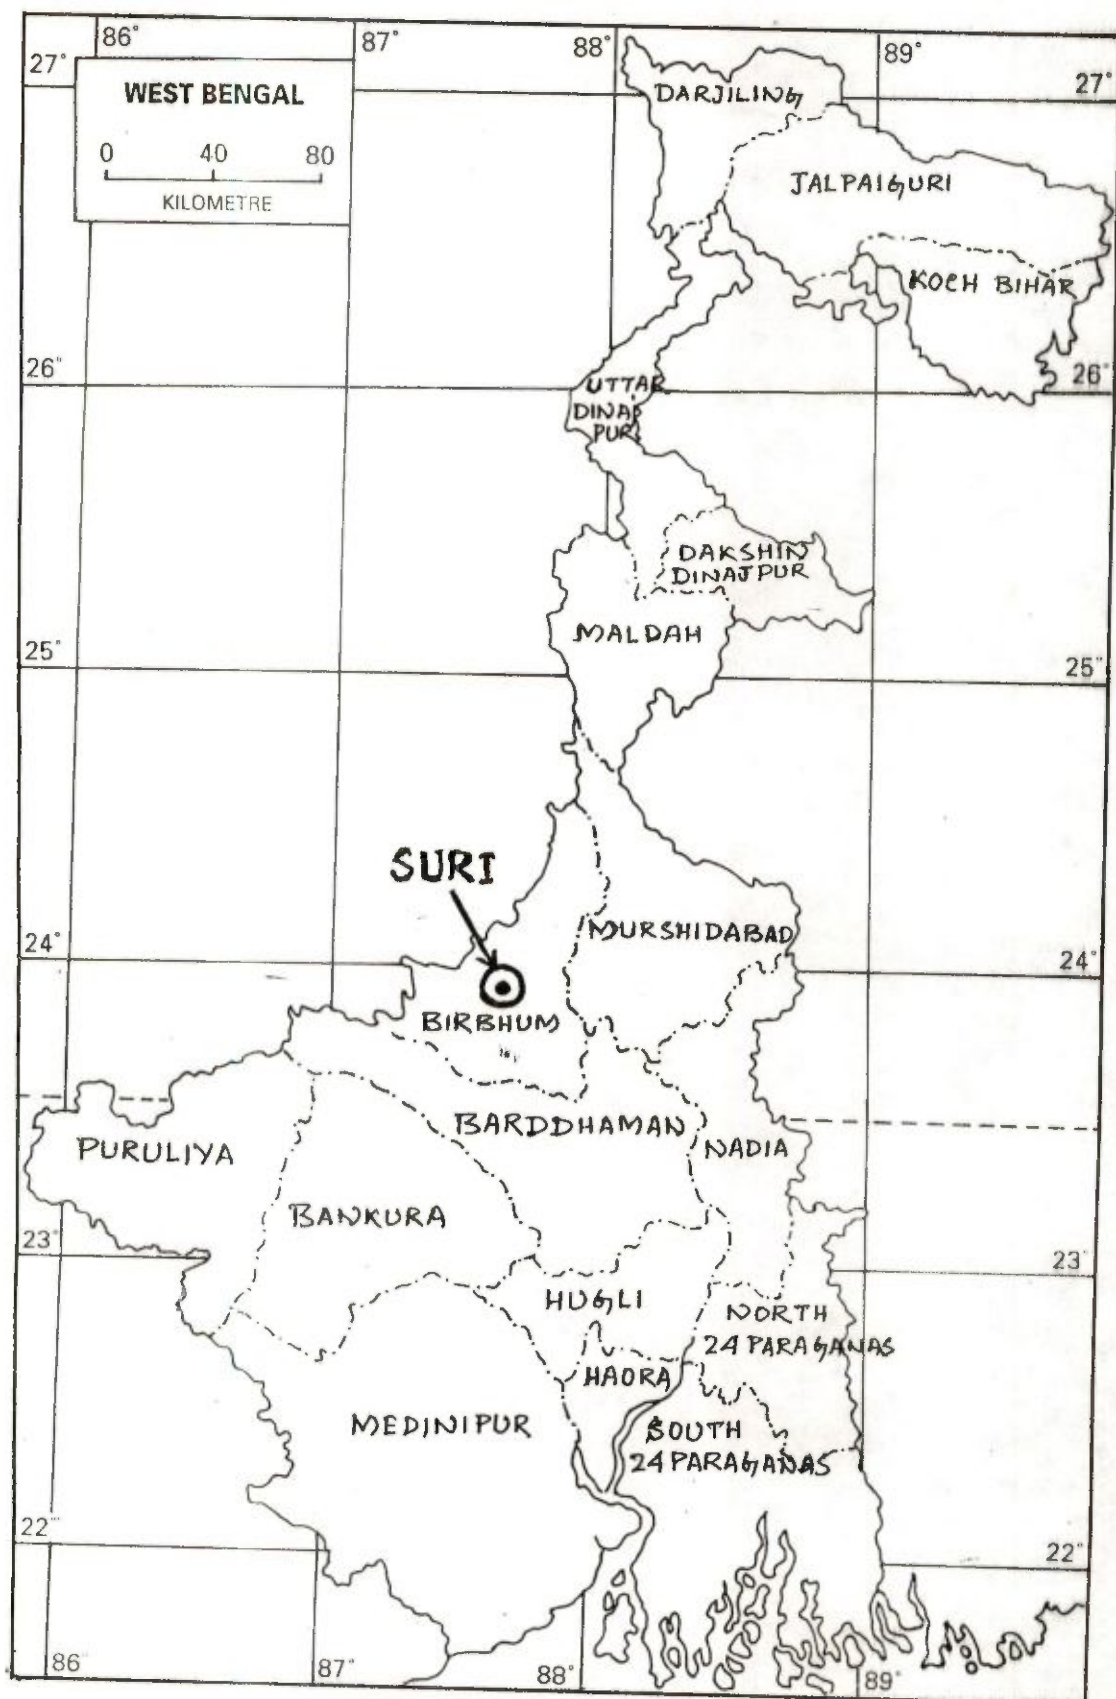 86° 87° 88° 89°
27° 27°
WEST BENGAL
0 40 80
KILOMETRE
DARJILING
JALPAIGURI
KOCH BIHAR
26° 26°
UTTAR
DINAJ
PUR
DAKSHIN
DINAJPUR
MALDAH
25° 25°
SURI
MURSHIDABAD
24° 24°
BIRBHUM
BARDDHAMAN
PURULIYA
NADIA
BANKURA
23° 23°
HUGLI
NORTH
24 PARAGANAS
HAORA
MEDINIPUR
SOUTH
24 PARAGANAS
22° 22°
86° 87° 88° 89°